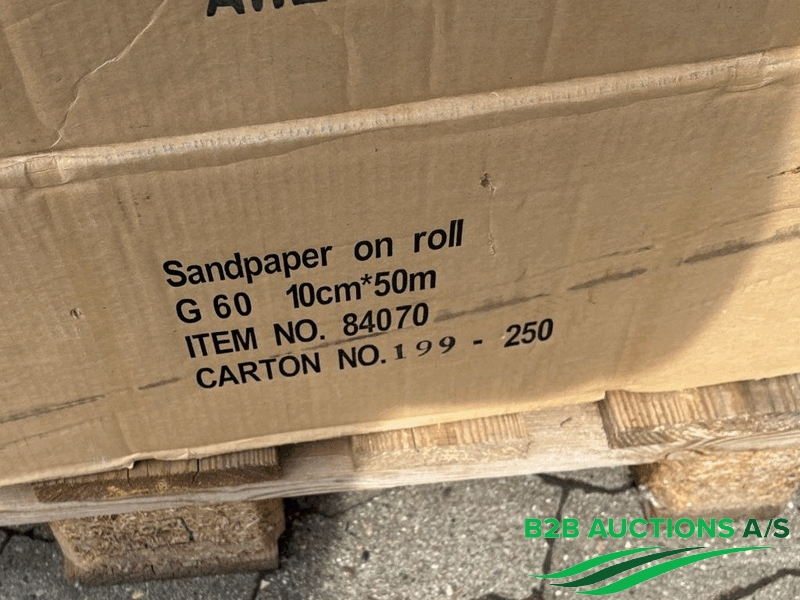 Sandpaper on roll
G 60 10cm*50m
ITEM NO. 84070
CARTON NO. 199 - 250
B2B AUCTIONS A/S